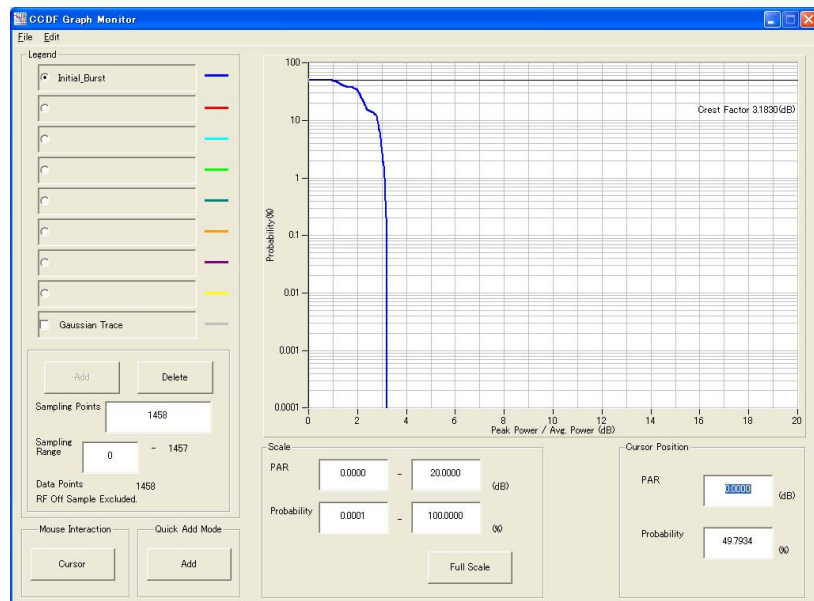 CCDF Graph Monitor
File Edit
Legend
Initial_Burst
Gaussian Trace
Add Delete
Sampling Points 1458
Sampling Range 0 - 1457
Data Points 1458
RF Off Sample Excluded.
Mouse Interaction
Cursor
Quick Add Mode
Add
Probability(%)
100
10
1
0.1
0.01
0.001
0.0001
Crest Factor 3.1830(dB)
0 2 4 6 8 10 12 14 16 18 20
Peak Power / Avg. Power (dB)
Scale
PAR 0.0000 - 20.0000 (dB)
Probability 0.0001 - 100.0000 (%)
Full Scale
Cursor Position
PAR 0.0000 (dB)
Probability 49.7934 (%)